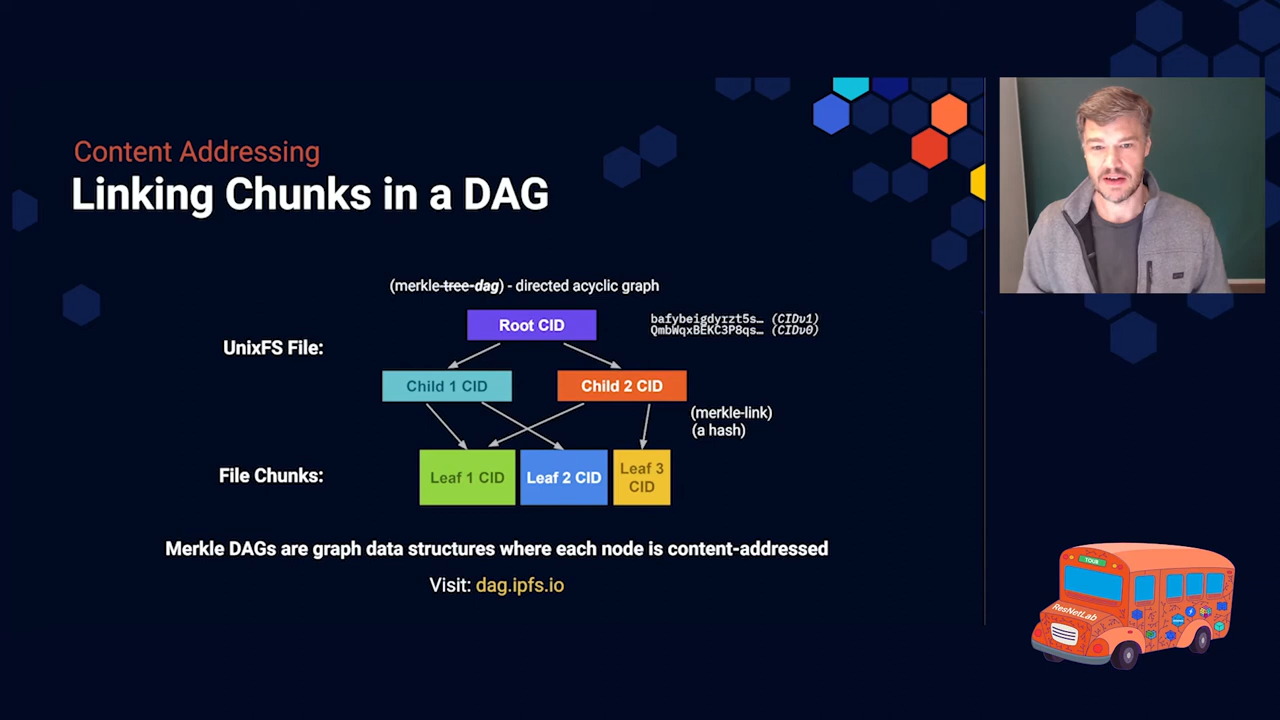 Content Addressing
Linking Chunks in a DAG
(merkle-tree-dag) - directed acyclic graph
Root CID
bafybeigdyrzt5s… (CIDv1)
QmbWqxBEKC3P8qs… (CIDv0)
UnixFS File:
Child 1 CID
Child 2 CID
(merkle-link)
(a hash)
File Chunks:
Leaf 1 CID
Leaf 2 CID
Leaf 3
CID
Merkle DAGs are graph data structures where each node is content-addressed
Visit: dag.ipfs.io
TOUR
ResNetLab